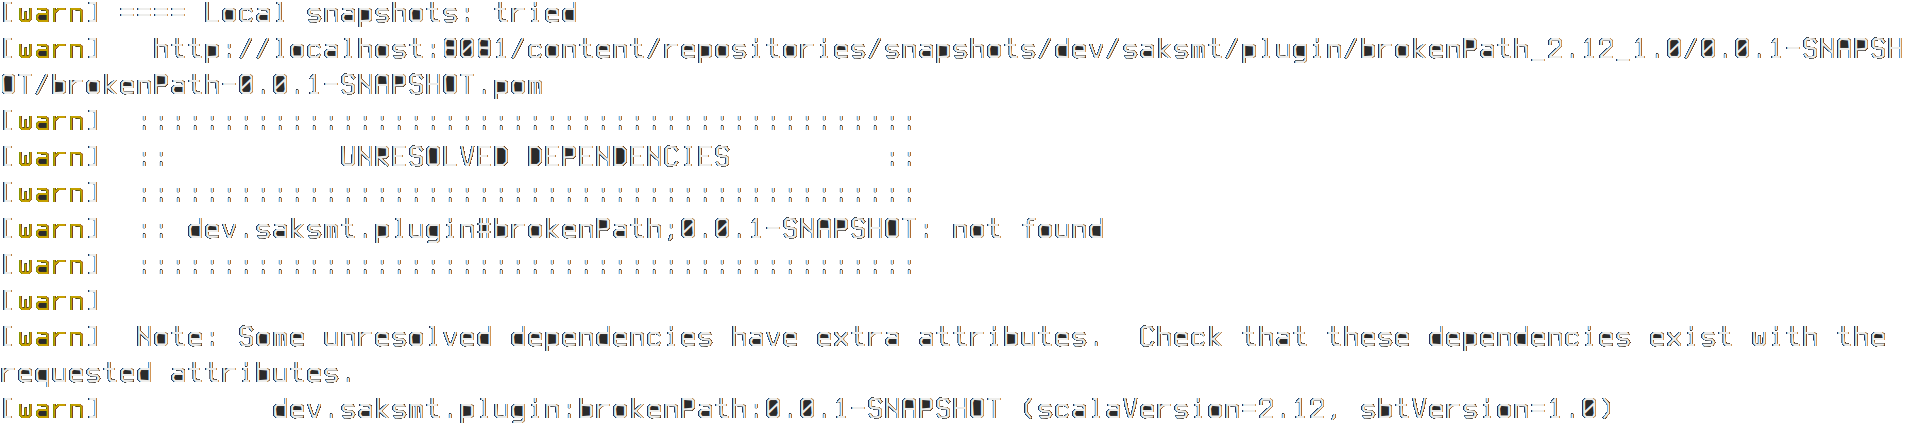 [warn] ==== Local snapshots: tried
[warn]   http://localhost:8081/content/repositories/snapshots/dev/saksmt/plugin/brokenPath_2.12_1.0/0.0.1-SNAPSH
OT/brokenPath-0.0.1-SNAPSHOT.pom
[warn]  ::::::::::::::::::::::::::::::::::::::::::::::
[warn]  ::          UNRESOLVED DEPENDENCIES         ::
[warn]  ::::::::::::::::::::::::::::::::::::::::::::::
[warn]  :: dev.saksmt.plugin#brokenPath;0.0.1-SNAPSHOT: not found
[warn]  ::::::::::::::::::::::::::::::::::::::::::::::
[warn]
[warn]  Note: Some unresolved dependencies have extra attributes.  Check that these dependencies exist with the
requested attributes.
[warn]          dev.saksmt.plugin:brokenPath:0.0.1-SNAPSHOT (scalaVersion=2.12, sbtVersion=1.0)